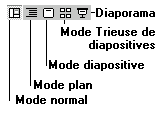 Diaporama
Mode Trieuse de
diapositives
Mode diapositive
Mode plan
Mode normal